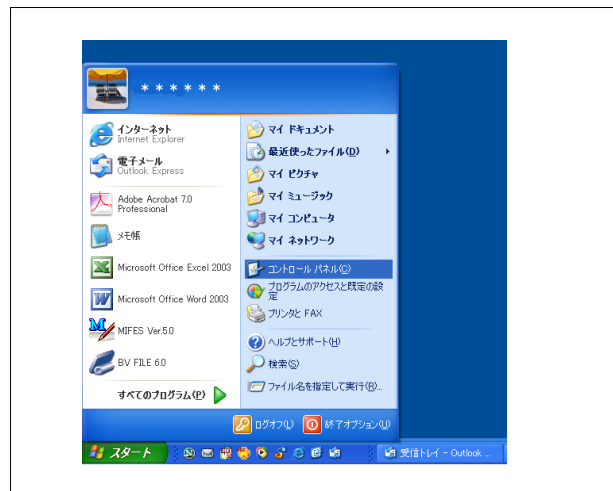 ******
インターネット
Internet Explorer
電子メール
Outlook Express
Adobe Acrobat 7.0
Professional
メモ帳
Microsoft Office Excel 2003
Microsoft Office Word 2003
MIFES Ver.5.0
BV FILE 6.0
すべてのプログラム(P)
マイ ドキュメント
最近使ったファイル(D)
マイ ピクチャ
マイ ミュージック
マイ コンピュータ
マイ ネットワーク
コントロール パネル(C)
プログラムのアクセスと既定の設
定
プリンタと FAX
ヘルプとサポート(H)
検索(S)
ファイル名を指定して実行(R)...
ログオフ(L)
終了オプション(U)
スタート
受信トレイ - Outlook ...